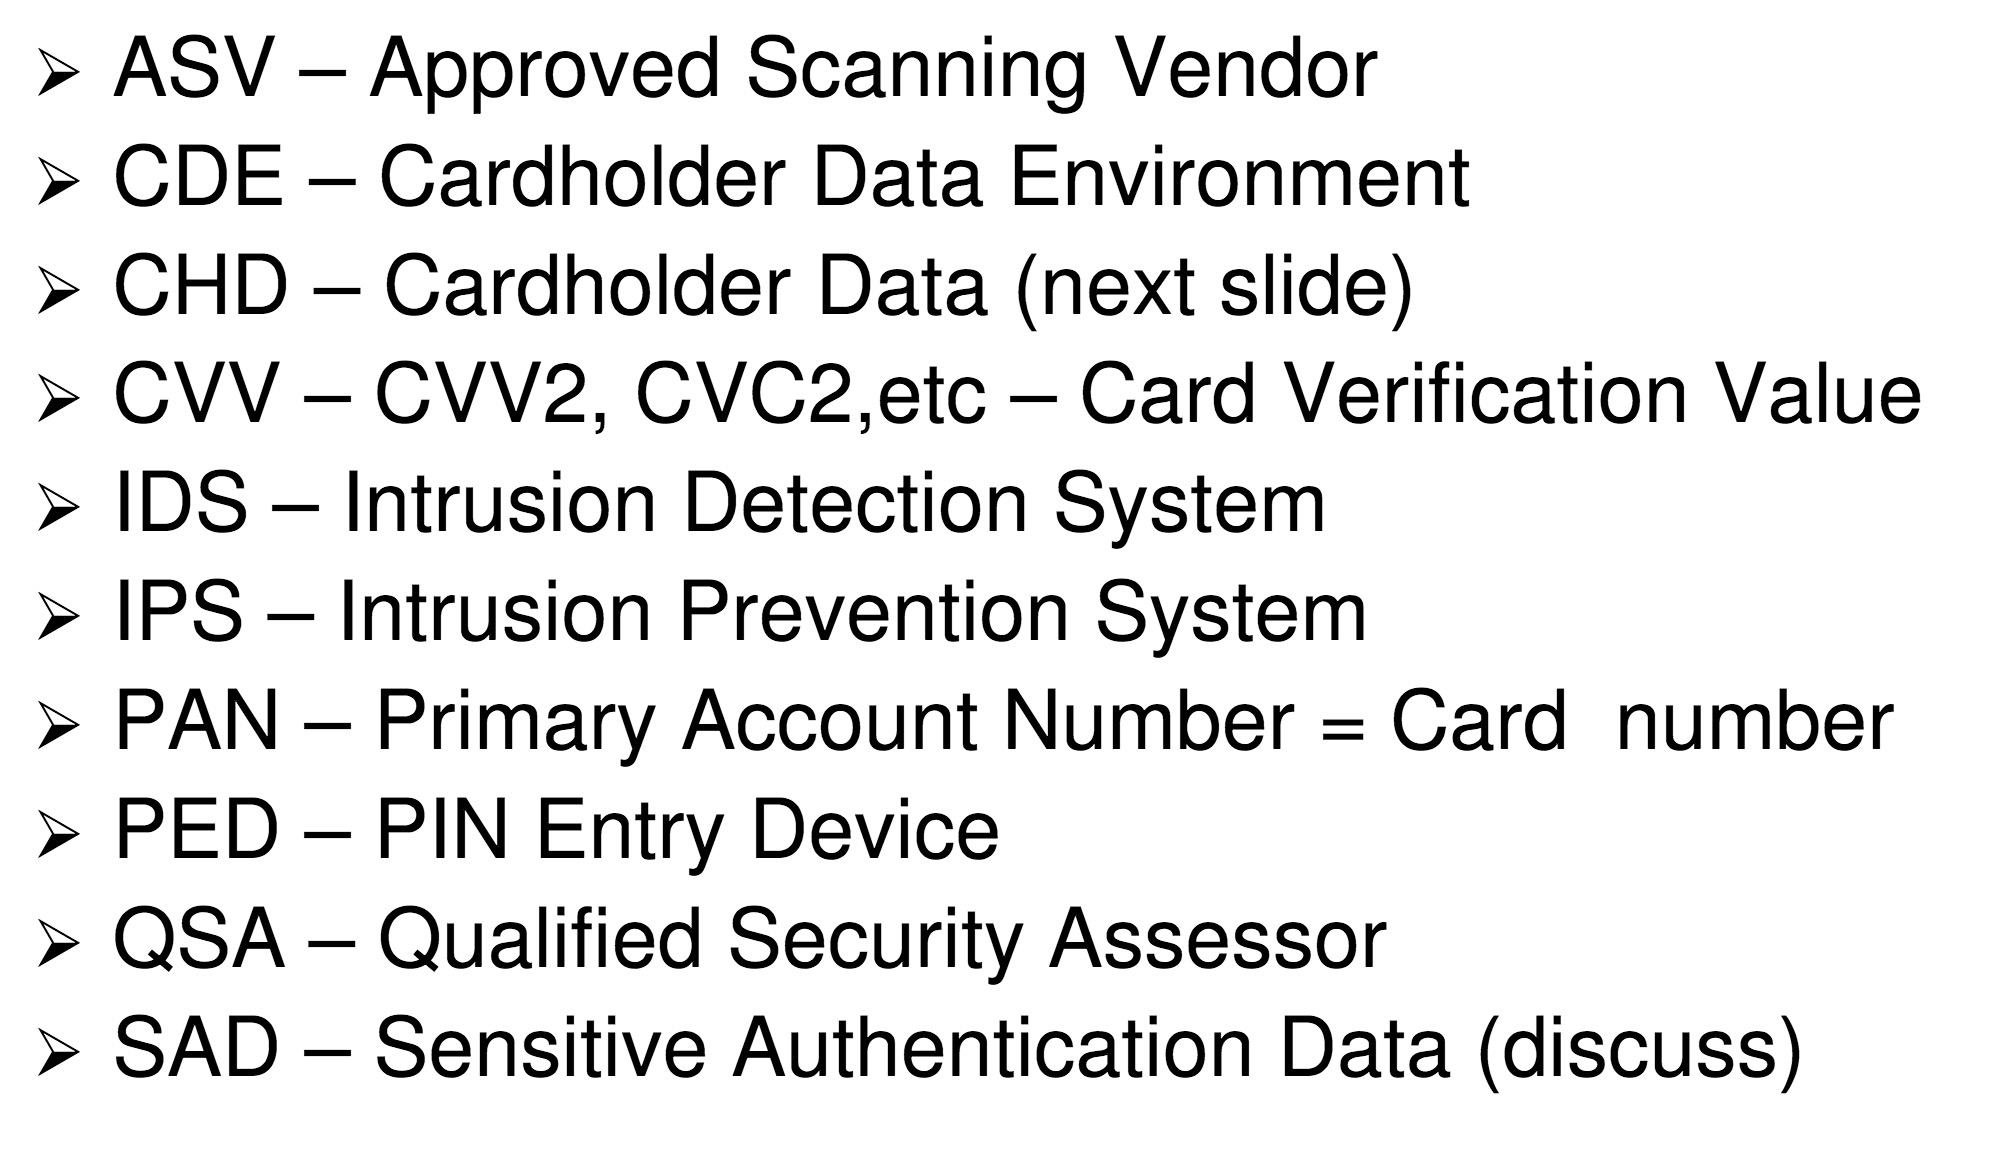 ➢ ASV – Approved Scanning Vendor
➢ CDE – Cardholder Data Environment
➢ CHD – Cardholder Data (next slide)
➢ CVV – CVV2, CVC2,etc – Card Verification Value
➢ IDS – Intrusion Detection System
➢ IPS – Intrusion Prevention System
➢ PAN – Primary Account Number = Card  number
➢ PED – PIN Entry Device
➢ QSA – Qualified Security Assessor
➢ SAD – Sensitive Authentication Data (discuss)